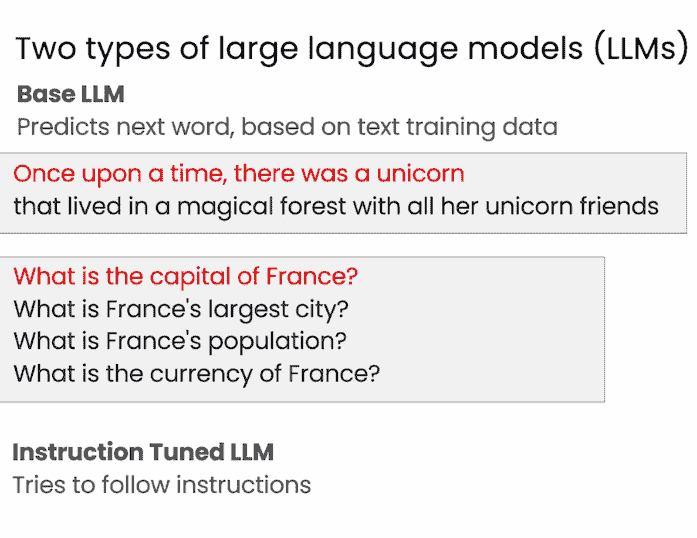 Two types of large language models (LLMs)
Base LLM
Predicts next word, based on text training data
Once upon a time, there was a unicorn
that lived in a magical forest with all her unicorn friends
What is the capital of France?
What is France's largest city?
What is France's population?
What is the currency of France?
Instruction Tuned LLM
Tries to follow instructions